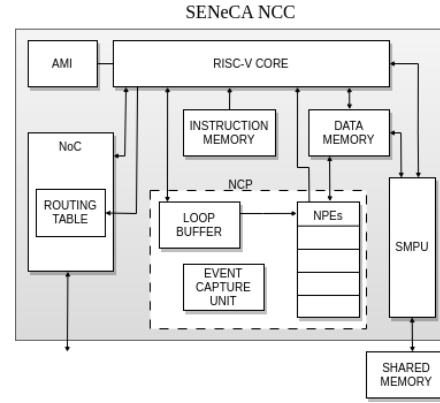 SENeCA NCC
AMI
RISC-V CORE
INSTRUCTION
MEMORY
DATA
MEMORY
NoC
ROUTING
TABLE
NCP
LOOP
BUFFER
NPEs
EVENT
CAPTURE
UNIT
SMPU
SHARED
MEMORY